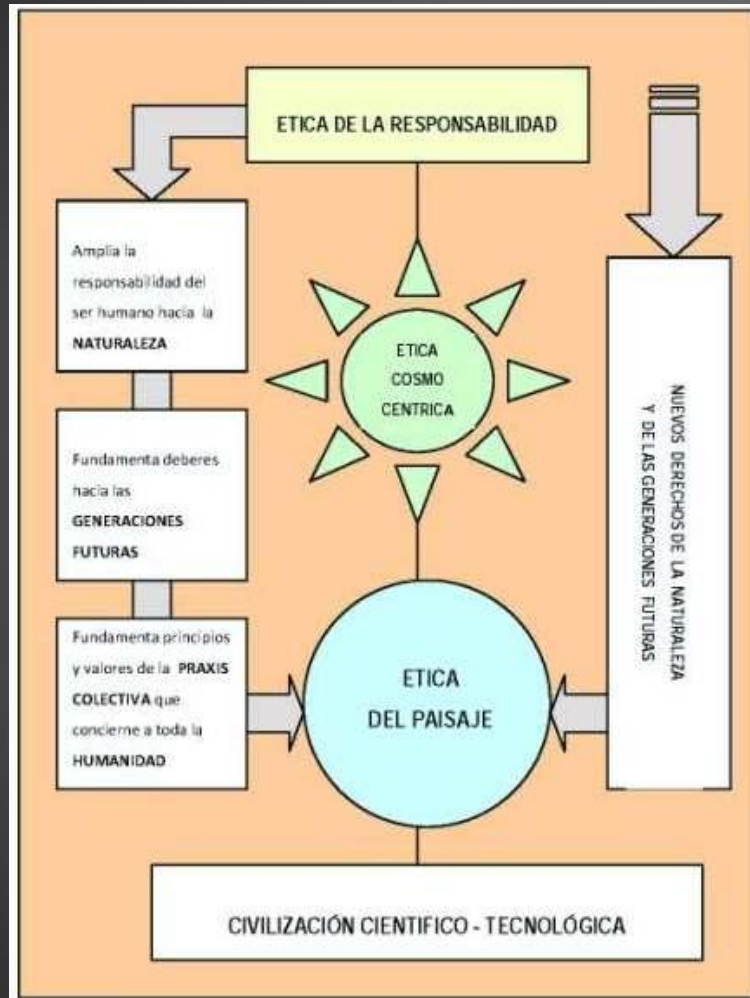 ETICA DE LA RESPONSABILIDAD
Amplia la
responsabilidad del
ser humano hacia la
NATURALEZA
Fundamenta deberes
hacia las
GENERACIONES
FUTURAS
Fundamenta principios
y valores de la PRAXIS
COLECTIVA que
concierne a toda la
HUMANIDAD
ETICA
COSMO
CENTRICA
ETICA
DEL PAISAJE
NUEVOS DERECHOS DE LA NATURALEZA
Y DE LAS GENERACIONES FUTURAS
CIVILIZACIÓN CIENTIFICO - TECNOLÓGICA